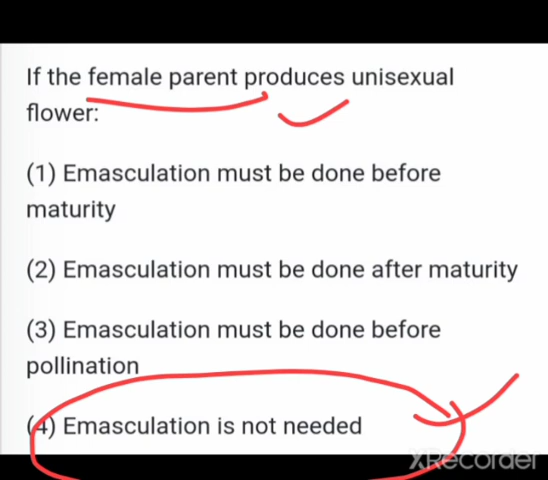 If the female parent produces unisexual
flower:
(1) Emasculation must be done before
maturity
(2) Emasculation must be done after maturity
(3) Emasculation must be done before
pollination
(4) Emasculation is not needed
XRecorder